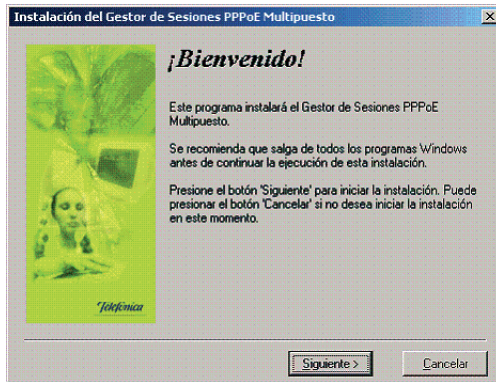 Instalación del Gestor de Sesiones PPPoE Multipuesto
¡Bienvenido!
Este programa instalará el Gestor de Sesiones PPPoE
Multipuesto.
Se recomienda que salga de todos los programas Windows
antes de continuar la ejecución de esta instalación.
Presione el botón 'Siguiente' para iniciar la instalación. Puede
presionar el botón 'Cancelar' si no desea iniciar la instalación
en este momento.
Telefónica
Siguiente >
Cancelar